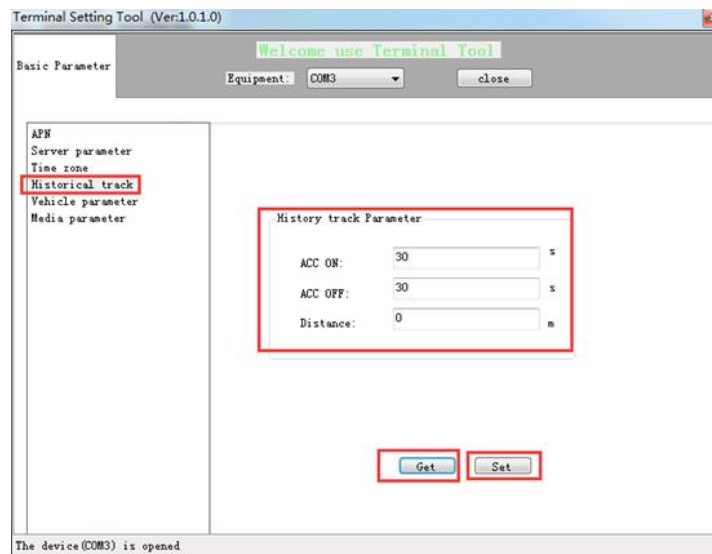 Terminal Setting Tool (Ver:1.0.1.0)
Welcome use Terminal Tool
Basic Parameter
Equipment: COM3 close
APN
Server parameter
Time zone
Historical track
Vehicle parameter
Media parameter
History track Parameter
ACC ON: 30 s
ACC OFF: 30 s
Distance: 0 m
Get Set
The device(COM3) is opened